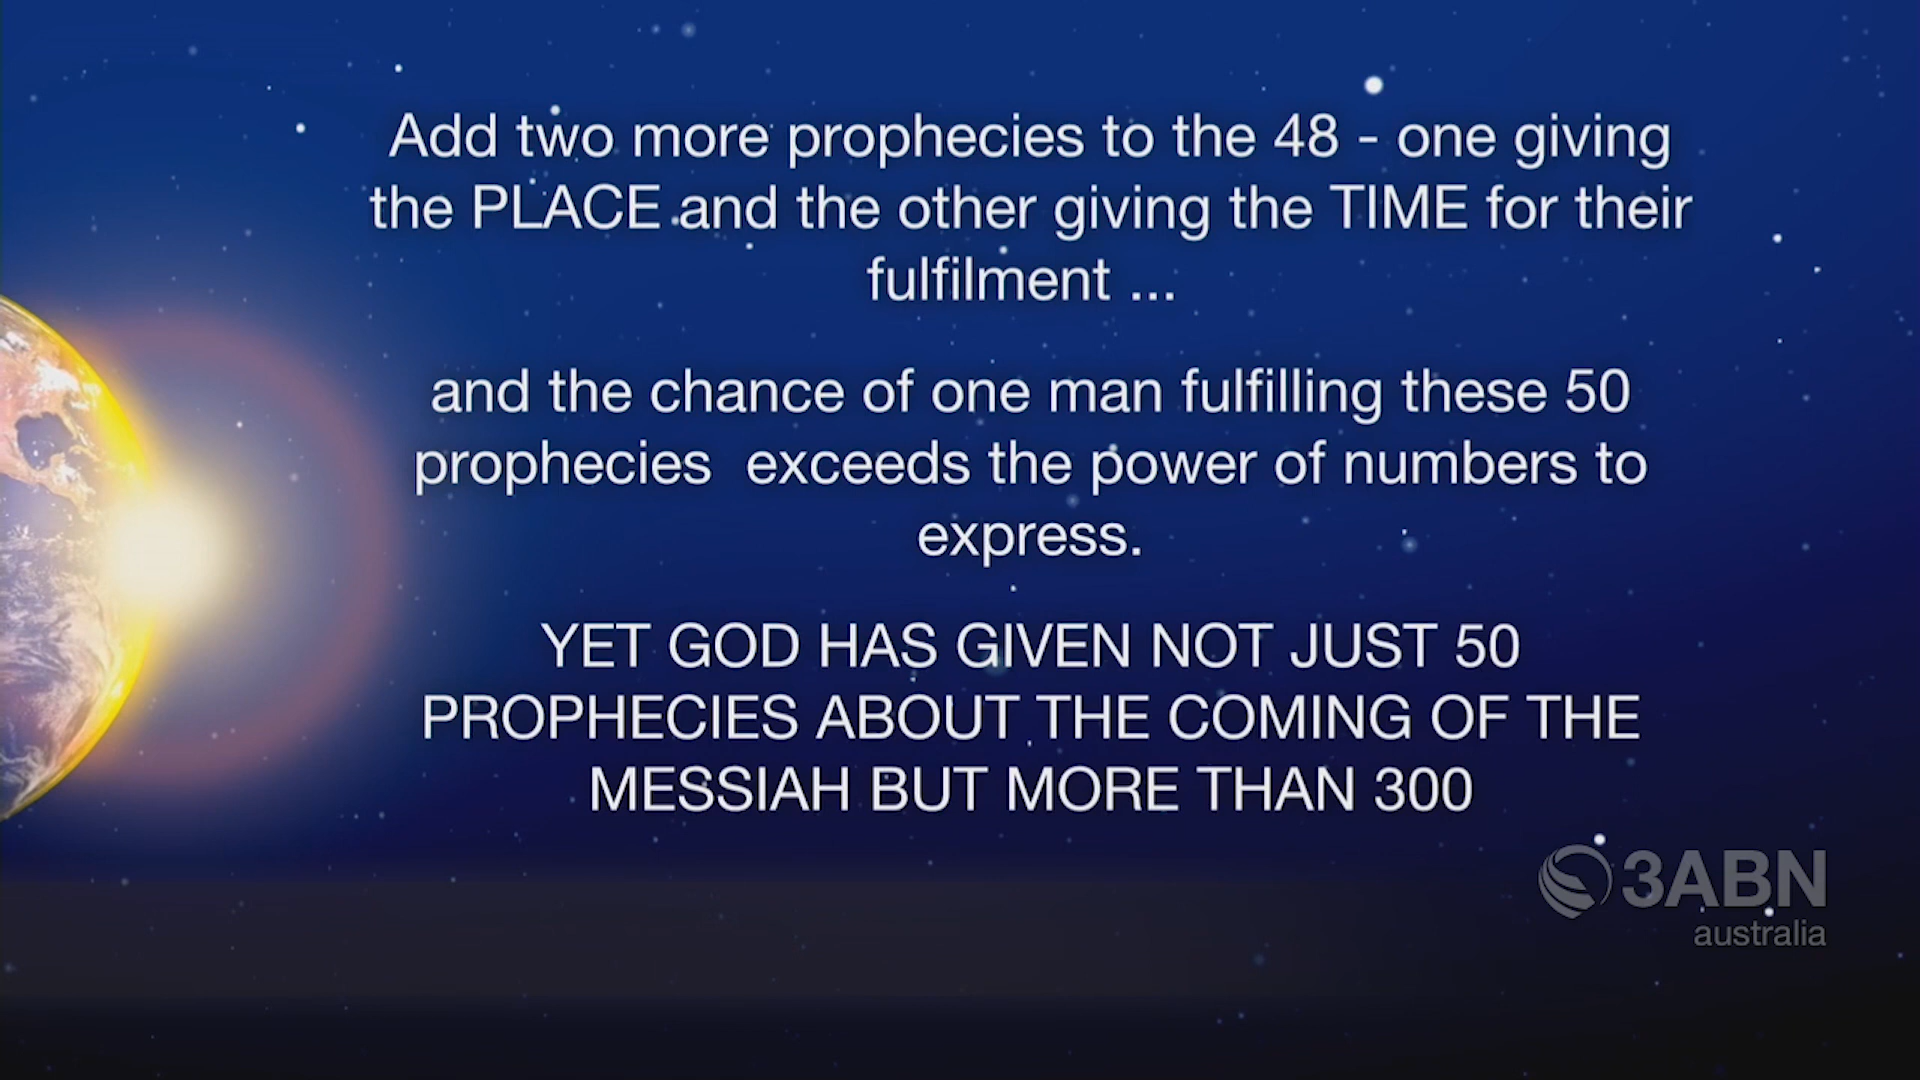 Add two more prophecies to the 48 - one giving
the PLACE and the other giving the TIME for their
fulfilment ...
and the chance of one man fulfilling these 50
prophecies  exceeds the power of numbers to
express.
YET GOD HAS GIVEN NOT JUST 50
PROPHECIES ABOUT THE COMING OF THE
MESSIAH BUT MORE THAN 300
3ABN
australia